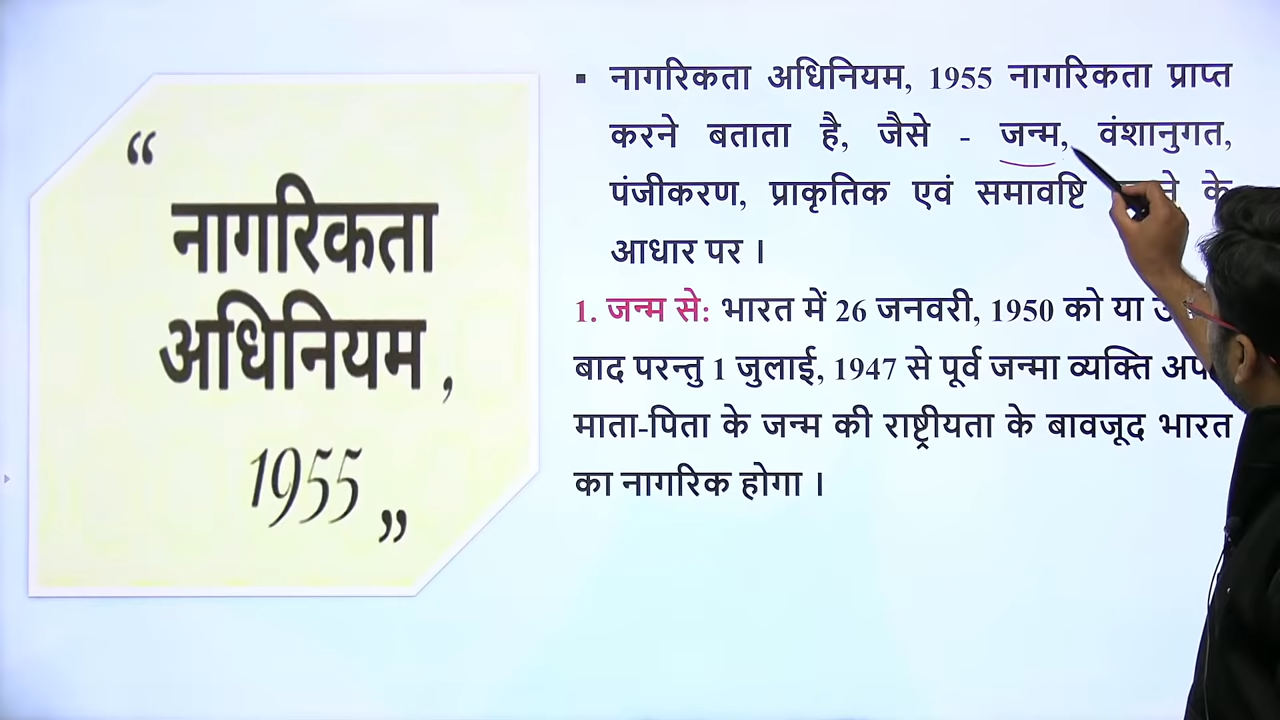 “
नागरिकता
अधिनियम ,
1955 ”
▪ नागरिकता अधिनियम, 1955 नागरिकता प्राप्त
करने बताता है, जैसे - जन्म, वंशानुगत,
पंजीकरण, प्राकृतिक एवं समावष्टि के
आधार पर ।
1. जन्म से: भारत में 26 जनवरी, 1950 को या
बाद परन्तु 1 जुलाई, 1947 से पूर्व जन्मा व्यक्ति
माता-पिता के जन्म की राष्ट्रीयता के बावजूद भारत
का नागरिक होगा ।